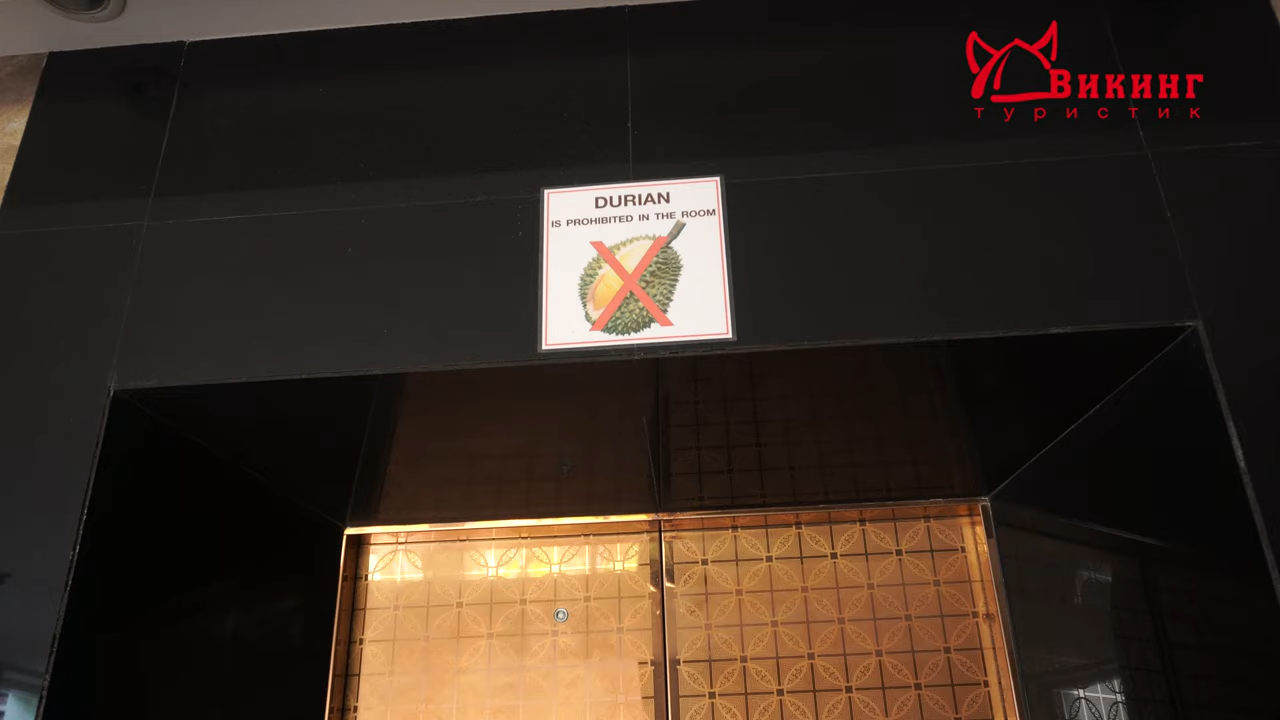 Викинг
туристик
DURIAN
IS PROHIBITED IN THE ROOM